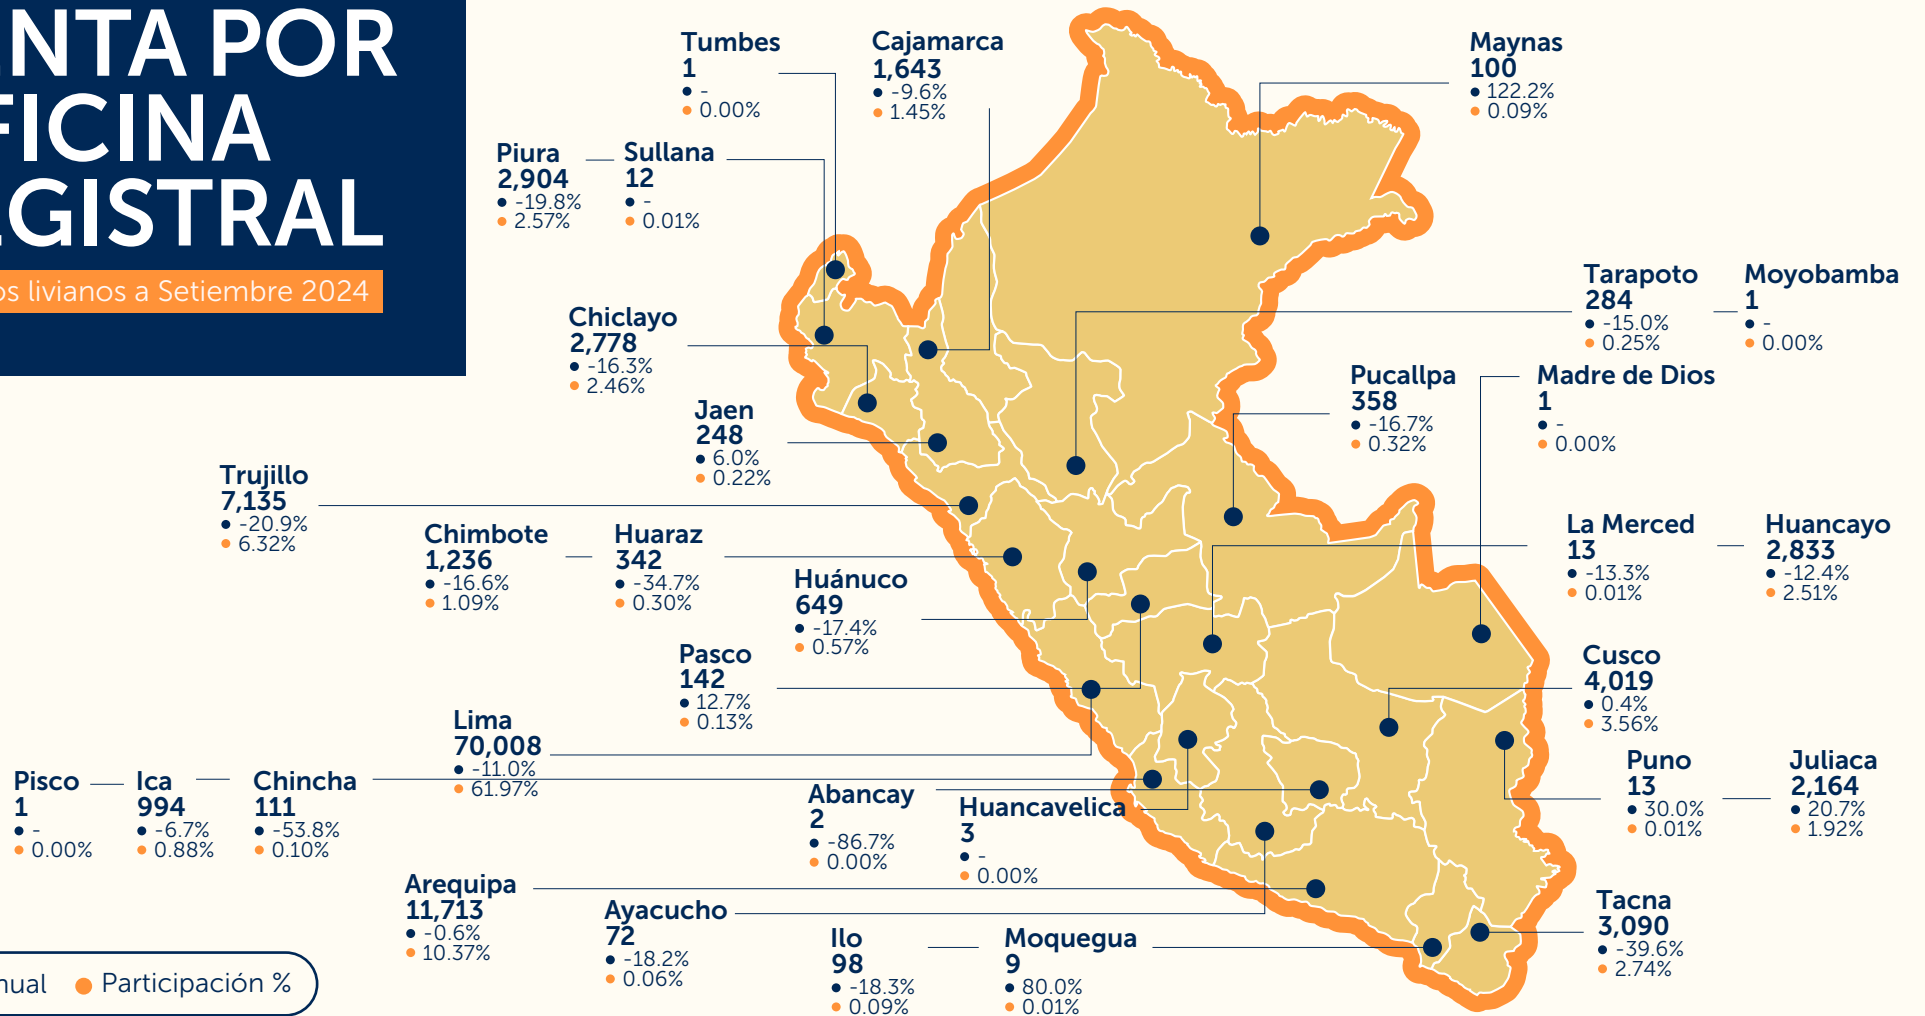 NTA POR
FICINA
GISTRAL
os livianos a Setiembre 2024
Tumbes
1
-
0.00%
Cajamarca
1,643
-9.6%
1.45%
Maynas
100
122.2%
0.09%
Piura
2,904
-19.8%
2.57%
Sullana
12
-
0.01%
Tarapoto
284
-15.0%
0.25%
Moyobamba
1
-
0.00%
Chiclayo
2,778
-16.3%
2.46%
Pucallpa
358
-16.7%
0.32%
Madre de Dios
1
-
0.00%
Jaen
248
6.0%
0.22%
Trujillo
7,135
-20.9%
6.32%
Chimbote
1,236
-16.6%
1.09%
Huaraz
342
-34.7%
0.30%
La Merced
13
-13.3%
0.01%
Huancayo
2,833
-12.4%
2.51%
Huánuco
649
-17.4%
0.57%
Pasco
142
12.7%
0.13%
Cusco
4,019
0.4%
3.56%
Lima
70,008
-11.0%
61.97%
Puno
13
30.0%
0.01%
Juliaca
2,164
20.7%
1.92%
Pisco
1
-
0.00%
Ica
994
-6.7%
0.88%
Chincha
111
-53.8%
0.10%
Abancay
2
-86.7%
0.00%
Huancavelica
3
-
0.00%
Arequipa
11,713
-0.6%
10.37%
Ayacucho
72
-18.2%
0.06%
Ilo
98
-18.3%
0.09%
Moquegua
9
80.0%
0.01%
Tacna
3,090
-39.6%
2.74%
nual
Participación %